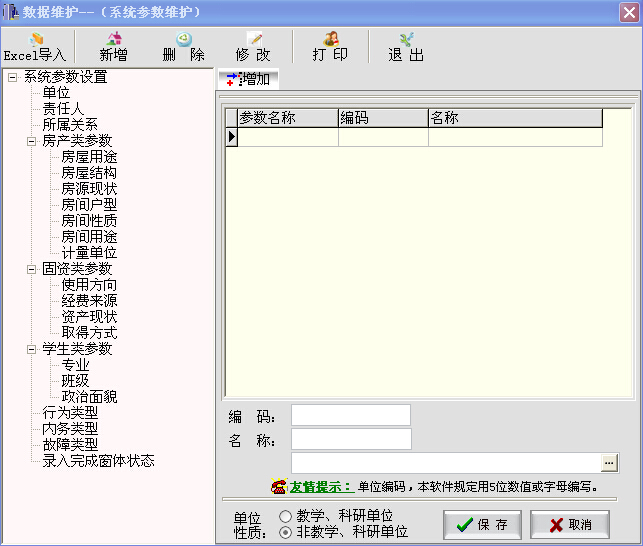 数据维护--（系统参数维护）
Excel导入 新增 删 除 修 改 打 印 退 出
系统参数设置
单位
责任人
所属关系
房产类参数
房屋用途
房屋结构
房源现状
房间户型
房间性质
房间用途
计量单位
固资类参数
使用方向
经费来源
资产现状
取得方式
学生类参数
专业
班级
政治面貌
行为类型
内务类型
故障类型
录入完成窗体状态
增加
参数名称 编码 名称
编 码：
名 称：
...
友情提示： 单位编码，本软件规定用5位数值或字母编写。
单位性质：
教学、科研单位
非教学、科研单位
保 存 取消